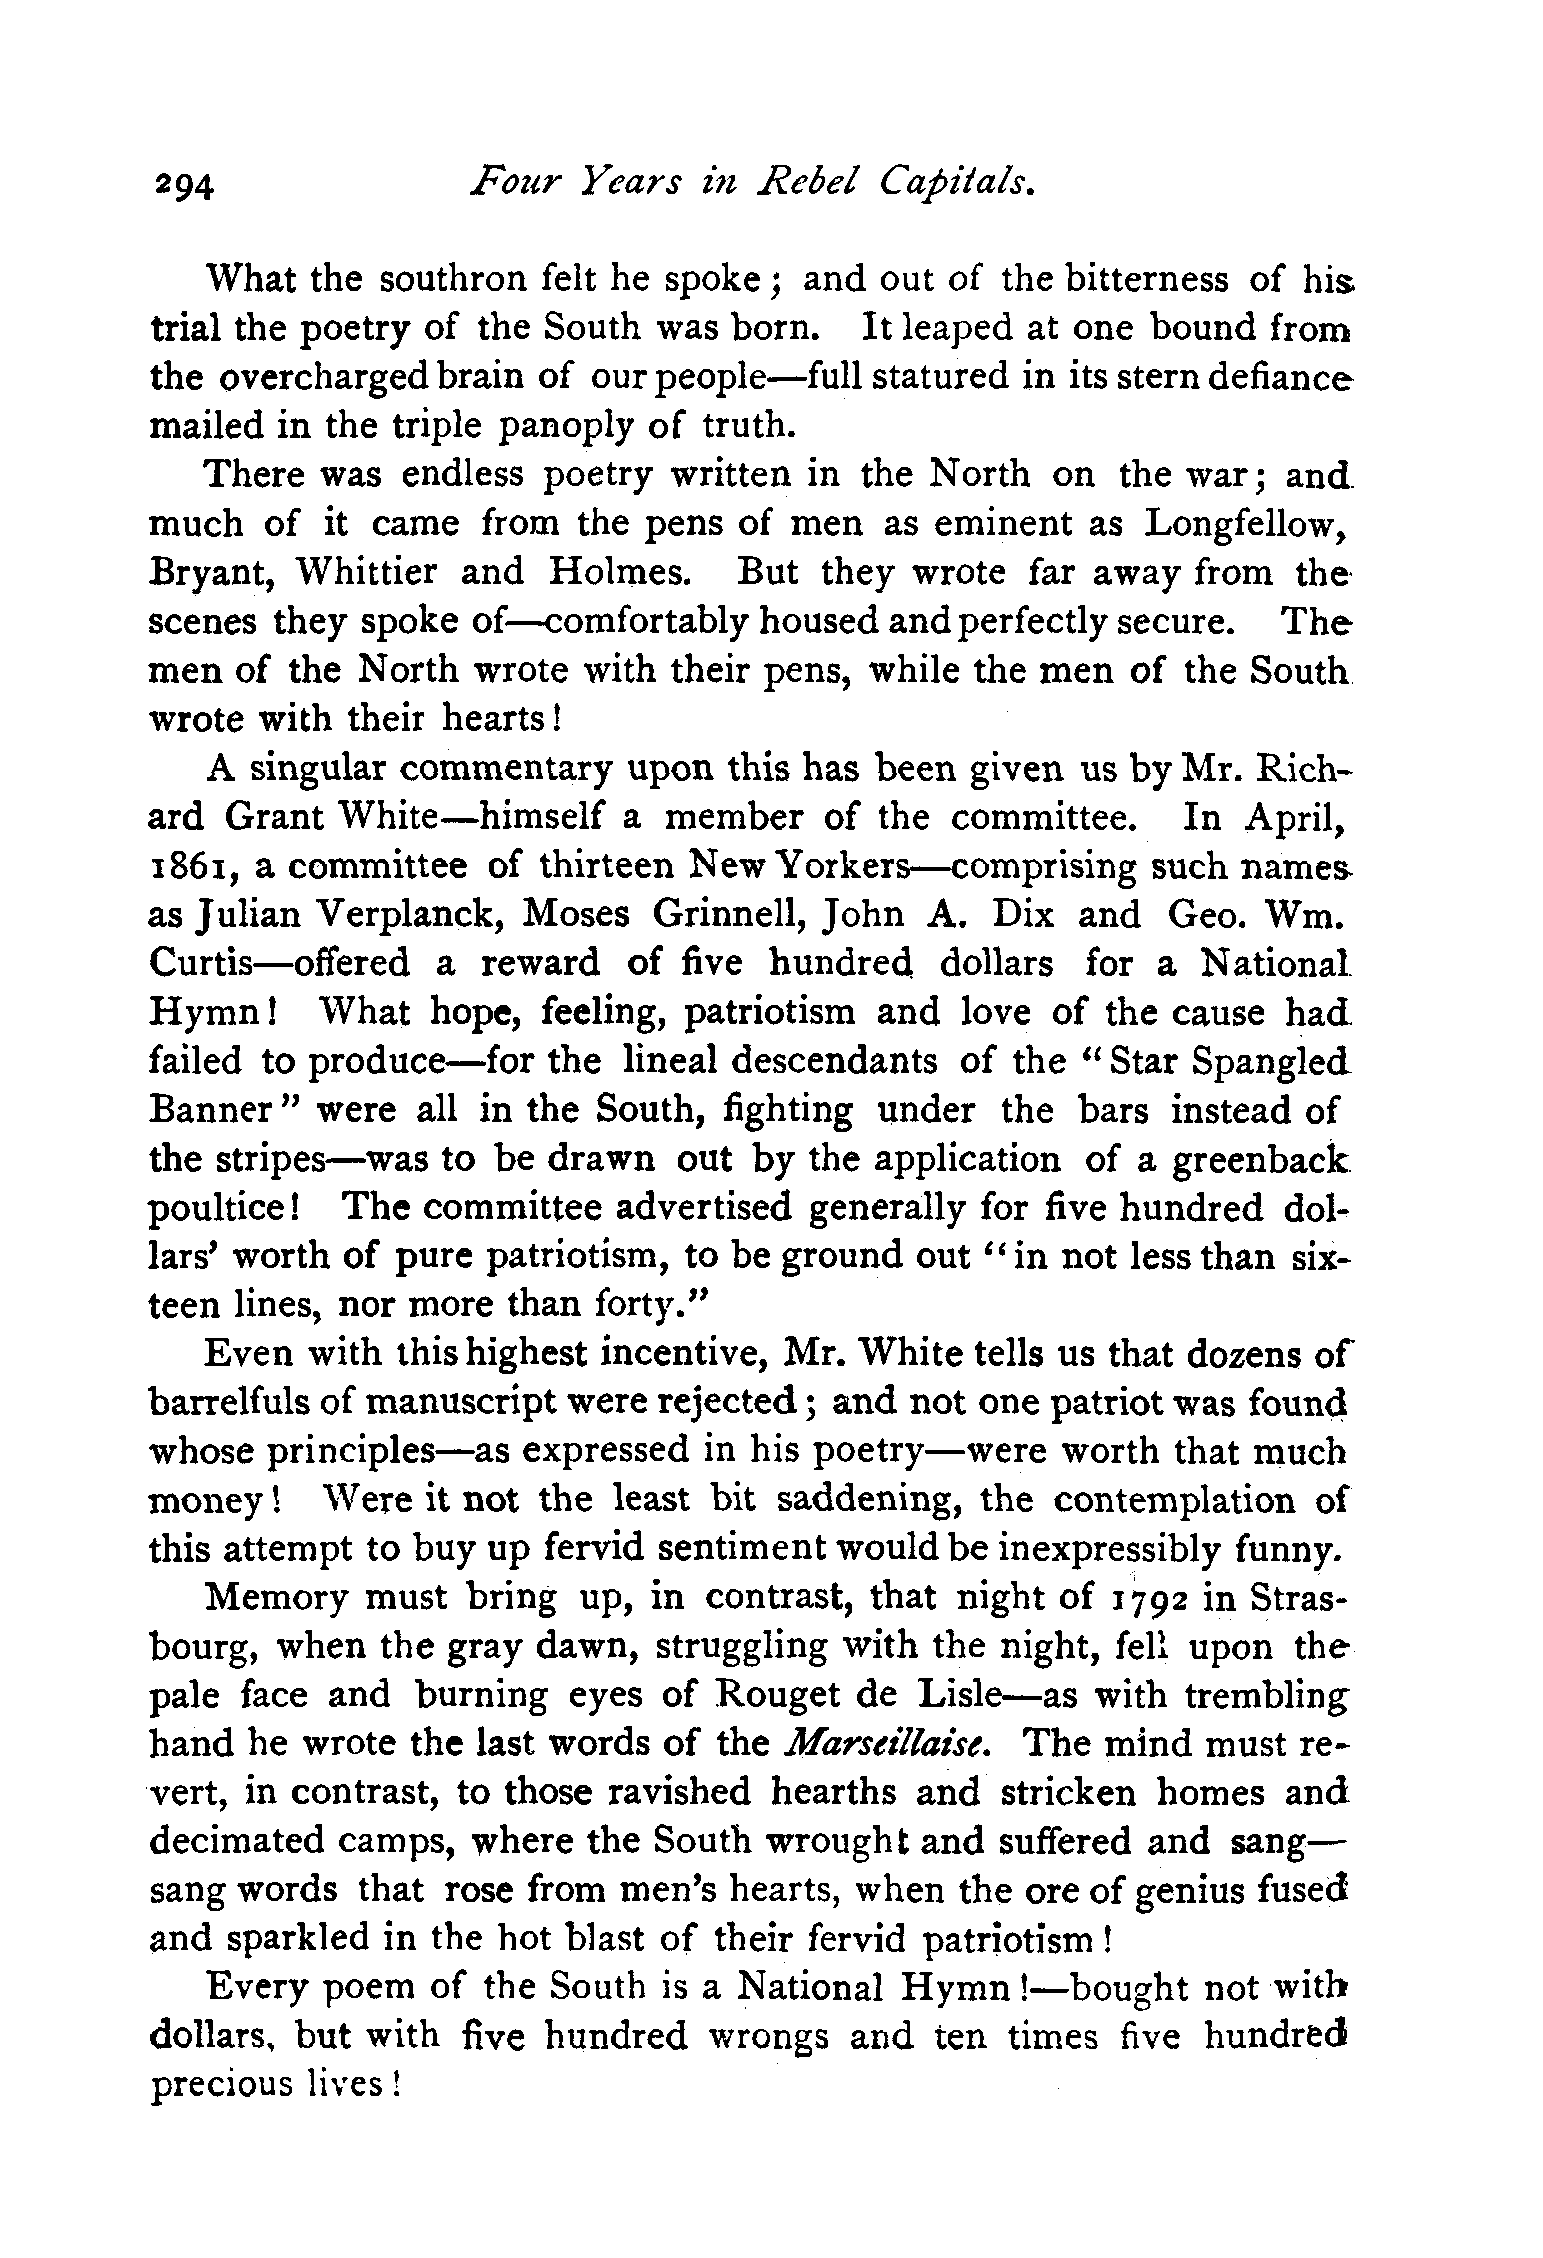 294 Four Years in Rebel Capitals.
What the southron felt he spoke; and out of the bitterness of his
trial the poetry of the South was born. It leaped at one bound from
the overcharged brain of our people—full statured in its stern defiance
mailed in the triple panoply of truth.
There was endless poetry written in the North on the war; and
much of it came from the pens of men as eminent as Longfellow,
Bryant, Whittier and Holmes. But they wrote far away from the
scenes they spoke of—comfortably housed and perfectly secure. The
men of the North wrote with their pens, while the men of the South
wrote with their hearts!
A singular commentary upon this has been given us by Mr. Rich-
ard Grant White—himself a member of the committee. In April,
1861, a committee of thirteen New Yorkers—comprising such names
as Julian Verplanck, Moses Grinnell, John A. Dix and Geo. Wm.
Curtis—offered a reward of five hundred dollars for a National
Hymn! What hope, feeling, patriotism and love of the cause had
failed to produce—for the lineal descendants of the "Star Spangled
Banner" were all in the South, fighting under the bars instead of
the stripes—was to be drawn out by the application of a greenback
poultice! The committee advertised generally for five hundred dol-
lars' worth of pure patriotism, to be ground out "in not less than six-
teen lines, nor more than forty."
Even with this highest incentive, Mr. White tells us that dozens of
barrelfuls of manuscript were rejected; and not one patriot was found
whose principles—as expressed in his poetry—were worth that much
money! Were it not the least bit saddening, the contemplation of
this attempt to buy up fervid sentiment would be inexpressibly funny.
Memory must bring up, in contrast, that night of 1792 in Stras-
bourg, when the gray dawn, struggling with the night, fell upon the
pale face and burning eyes of Rouget de Lisle—as with trembling
hand he wrote the last words of the Marseillaise. The mind must re-
vert, in contrast, to those ravished hearths and stricken homes and
decimated camps, where the South wrought and suffered and sang—
sang words that rose from men's hearts, when the ore of genius fused
and sparkled in the hot blast of their fervid patriotism!
Every poem of the South is a National Hymn!—bought not with
dollars, but with five hundred wrongs and ten times five hundred
precious lives!